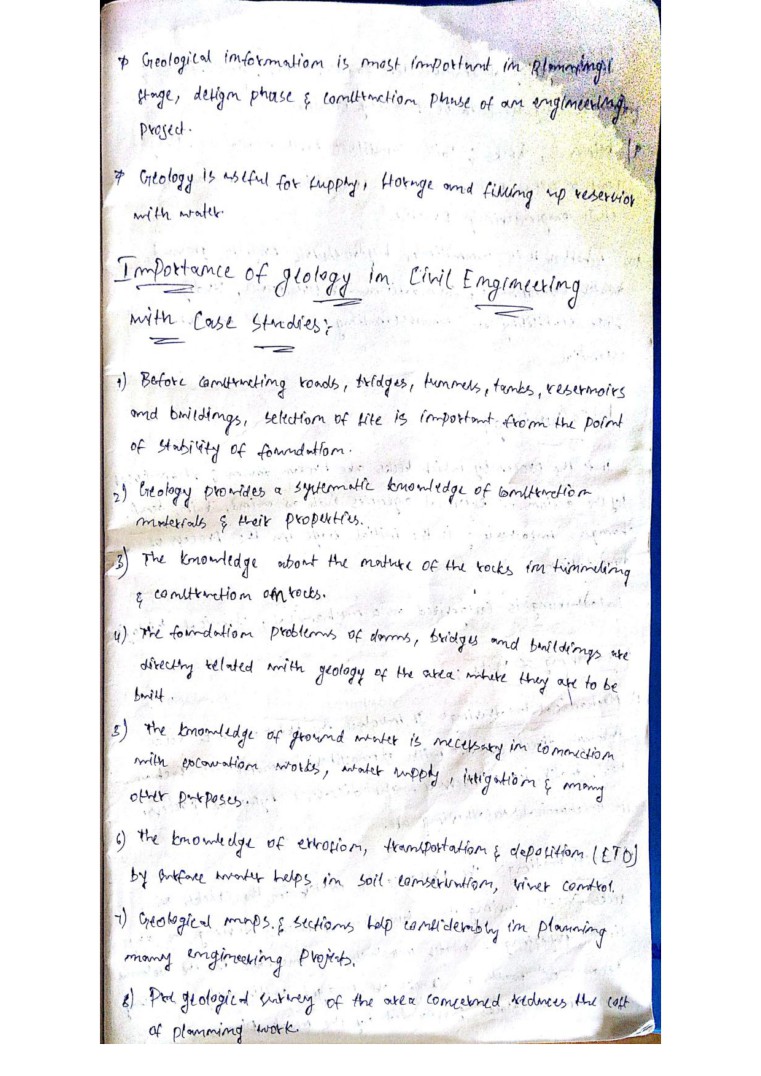 * Geological information is most important in planning
stage, design phase & construction phase of an engineering
project.
* Geology is useful for supply, storage and filling up reservior
with water.
Importance of geology in Civil Engineering
with Case Studies:-
1) Before constructing roads, bridges, tunnels, tanks, reservoirs
and buildings, selection of site is important from the point
of stability of foundation.
2) Geology provides a systematic knowledge of construction
materials & their properties.
3) The knowledge about the nature of the rocks in tunneling
& construction on rocks.
4) The foundation problems of dams, bridges and buildings are
directly related with geology of the area where they are to be
built.
5) The knowledge of ground water is necessary in connection
with excavation works, water supply, irrigation & many
other purposes.
6) The knowledge of errosion, transportation & deposition (ETD)
by surface water helps in soil conservation, river control.
7) Geological maps & sections help considerably in planning
many engineering projects.
8) Pre geological survey of the area concerned reduces the cost
of planning work.